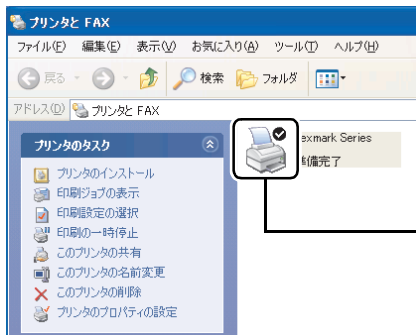 プリンタと FAX
ファイル(F) 編集(E) 表示(V) お気に入り(A) ツール(T) ヘルプ(H)
戻る 検索 フォルダ
アドレス(D) プリンタと FAX
プリンタのタスク
プリンタのインストール
印刷ジョブの表示
印刷設定の選択
印刷の一時停止
このプリンタの共有
このプリンタの名前変更
このプリンタの削除
プリンタのプロパティの設定
exmark Series
準備完了